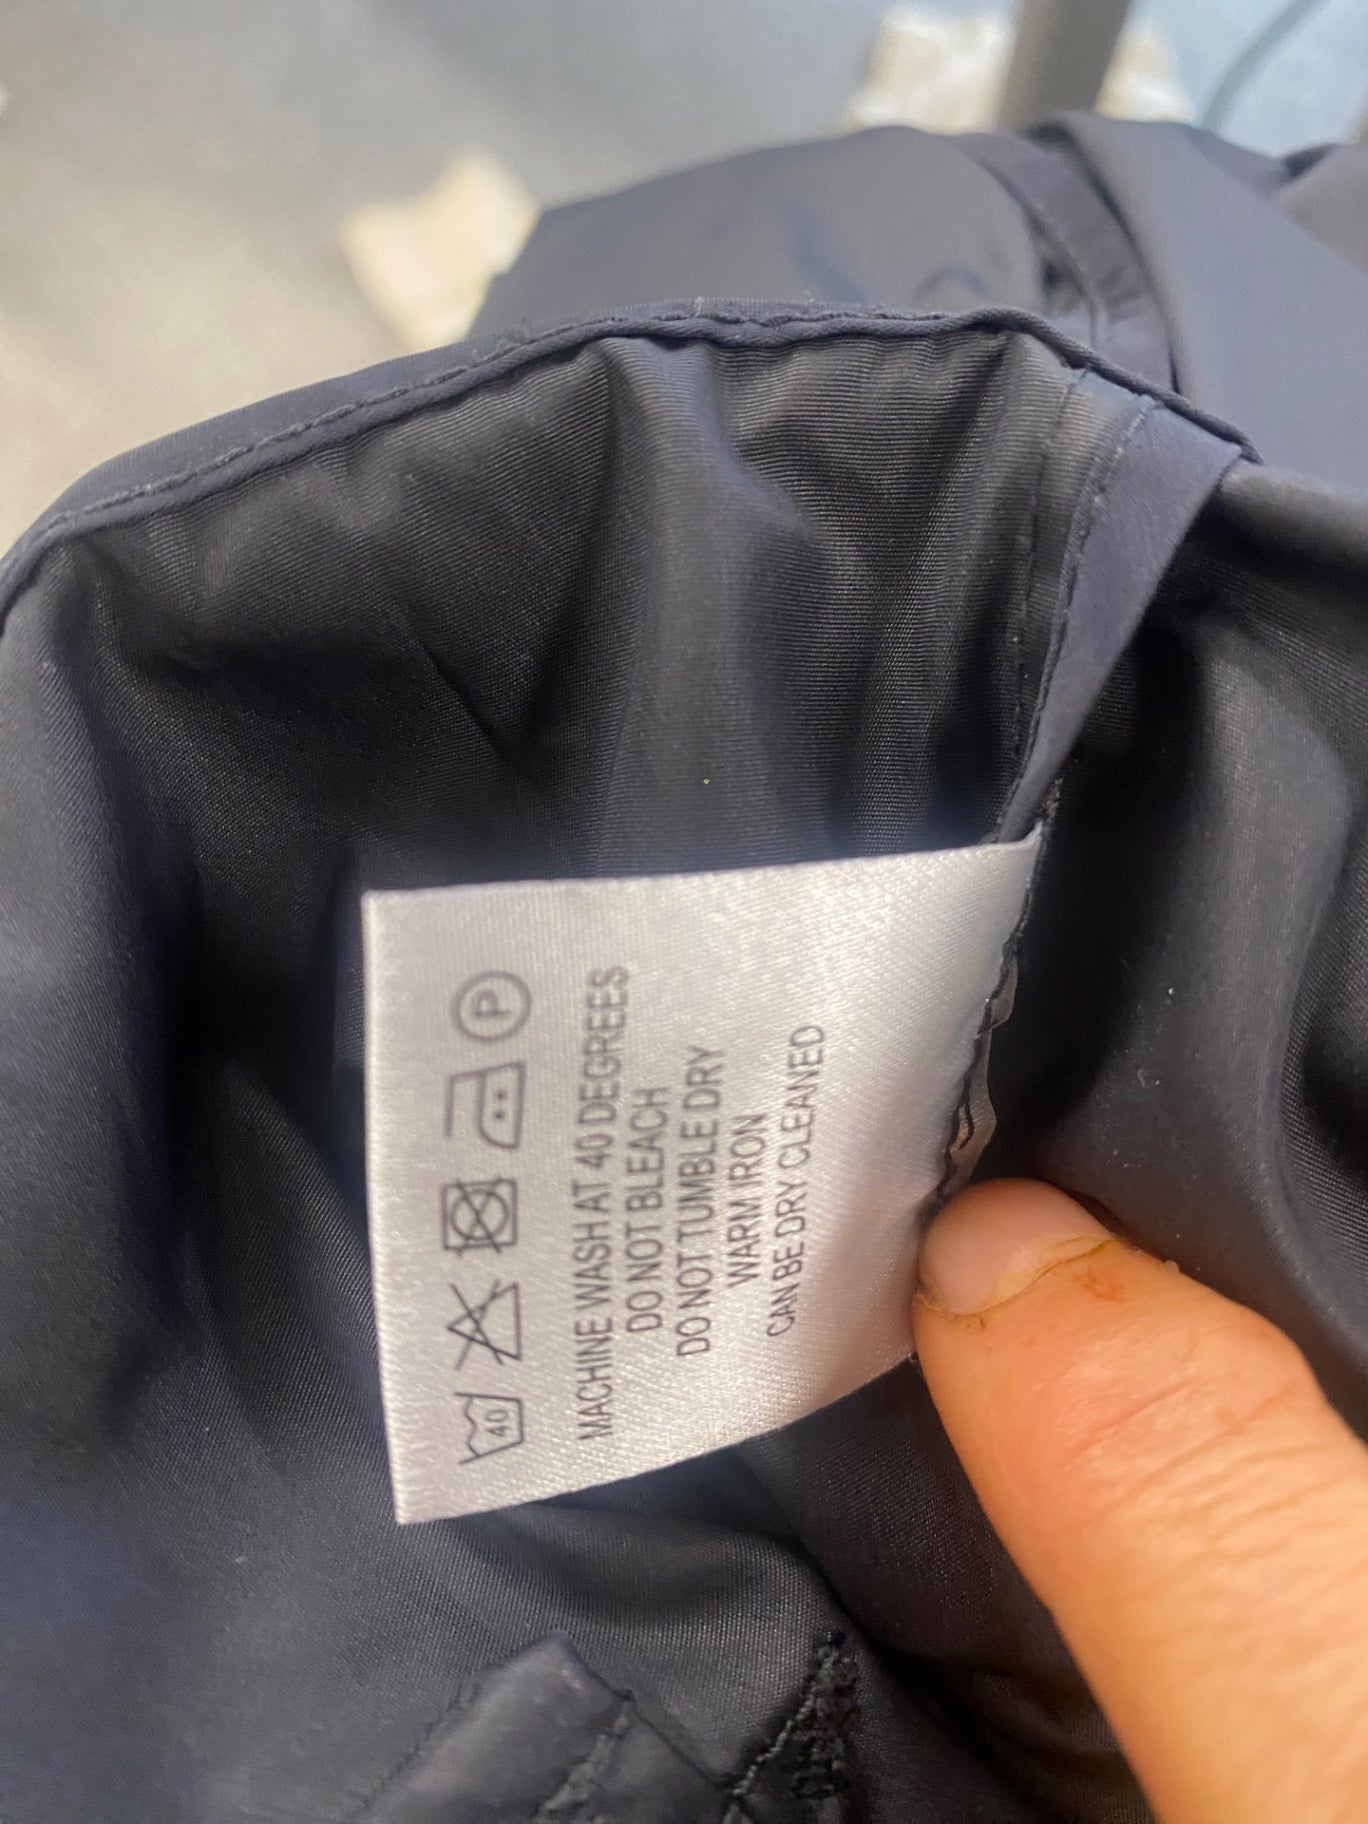 40
P
MACHINE WASH AT 40 DEGREES
DO NOT BLEACH
DO NOT TUMBLE DRY
WARM IRON
CAN BE DRY CLEANED